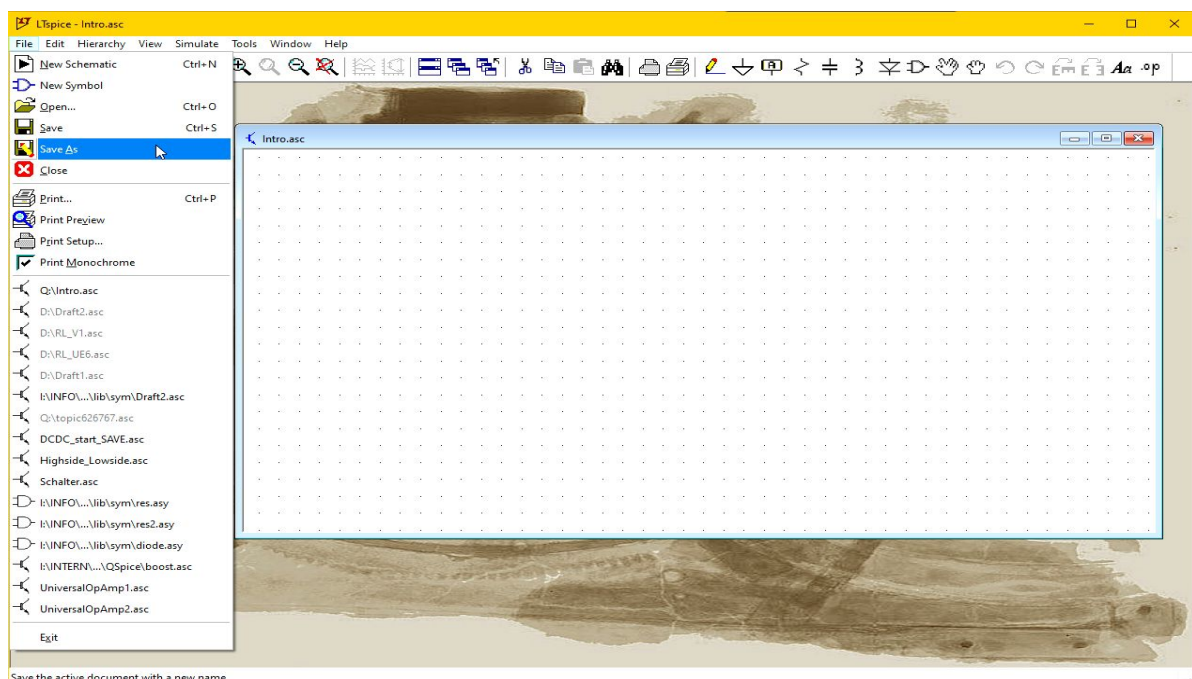 LTspice - Intro.asc
File Edit Hierarchy View Simulate Tools Window Help
New Schematic Ctrl+N
New Symbol
Open... Ctrl+O
Save Ctrl+S
Save As
Close
Print... Ctrl+P
Print Preview
Print Setup...
Print Monochrome
Q:\Intro.asc
D:\Draft2.asc
D:\RL_V1.asc
D:\RL_UE6.asc
D:\Draft1.asc
I:\INFO\...\lib\sym\Draft2.asc
Q:\topic626767.asc
DCDC_start_SAVE.asc
Highside_Lowside.asc
Schalter.asc
I:\INFO\...\lib\sym\res.asy
I:\INFO\...\lib\sym\res2.asy
I:\INFO\...\lib\sym\diode.asy
I:\INTERN\...\QSpice\boost.asc
UniversalOpAmp1.asc
UniversalOpAmp2.asc
Exit
Aa .op
Intro.asc
Save the active document with a new name